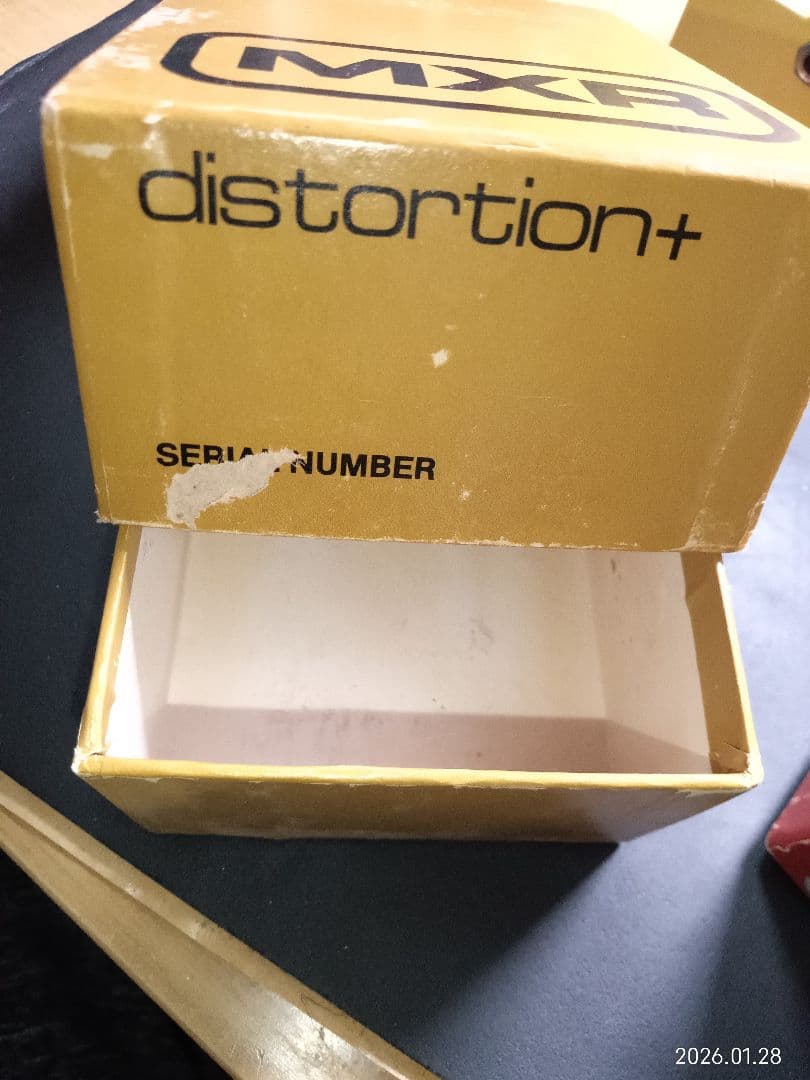 MXR
distortion+
SERIAL NUMBER
2026.01.28